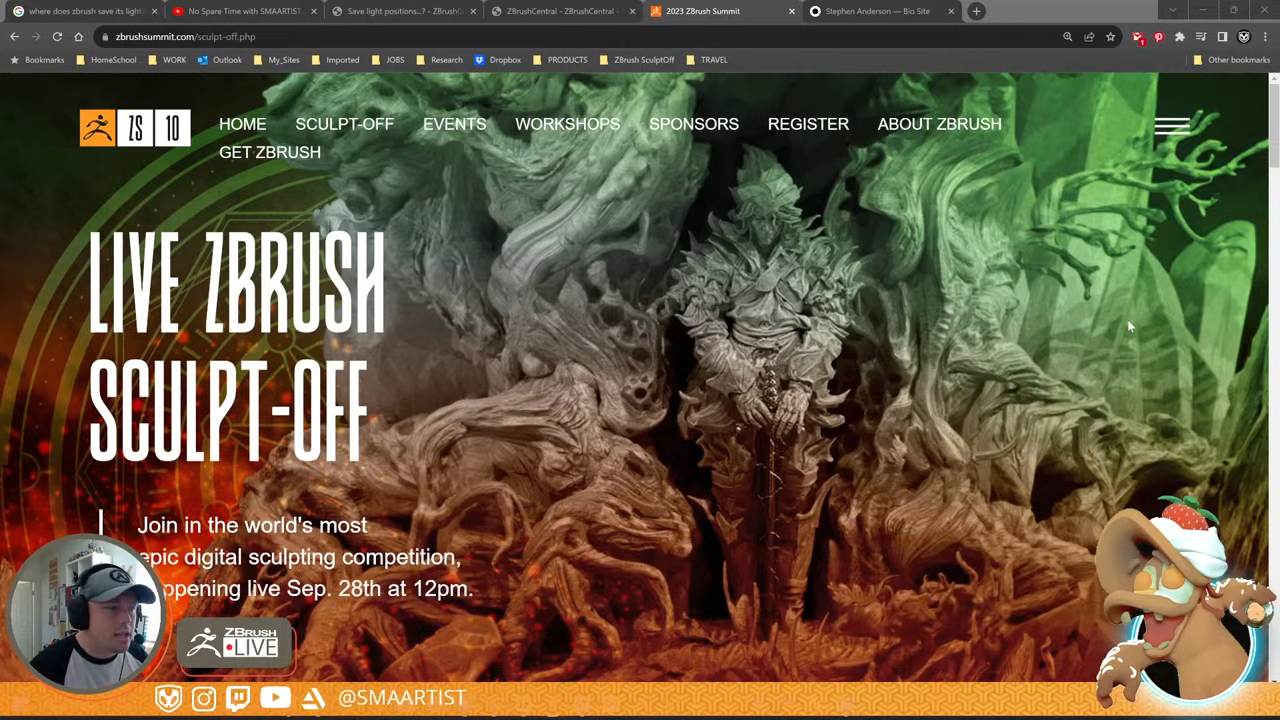 where does zbrush save its light
No Spare Time with SMAARTIST
Save light positions...? - ZBrushC
ZBrushCentral - ZBrushCentral -
2023 ZBrush Summit
Stephen Anderson — Bio Site
zbrushsummit.com/sculpt-off.php
1
Bookmarks
HomeSchool
WORK
Outlook
My_Sites
Imported
JOBS
Research
Dropbox
PRODUCTS
ZBrush SculptOff
TRAVEL
Other bookmarks
ZS 10
HOME
SCULPT-OFF
EVENTS
WORKSHOPS
SPONSORS
REGISTER
ABOUT ZBRUSH
GET ZBRUSH
LIVE ZBRUSH
SCULPT-OFF
Join in the world's most
epic digital sculpting competition,
ppening live Sep. 28th at 12pm.
ZBRUSH
LIVE
@SMAARTIST